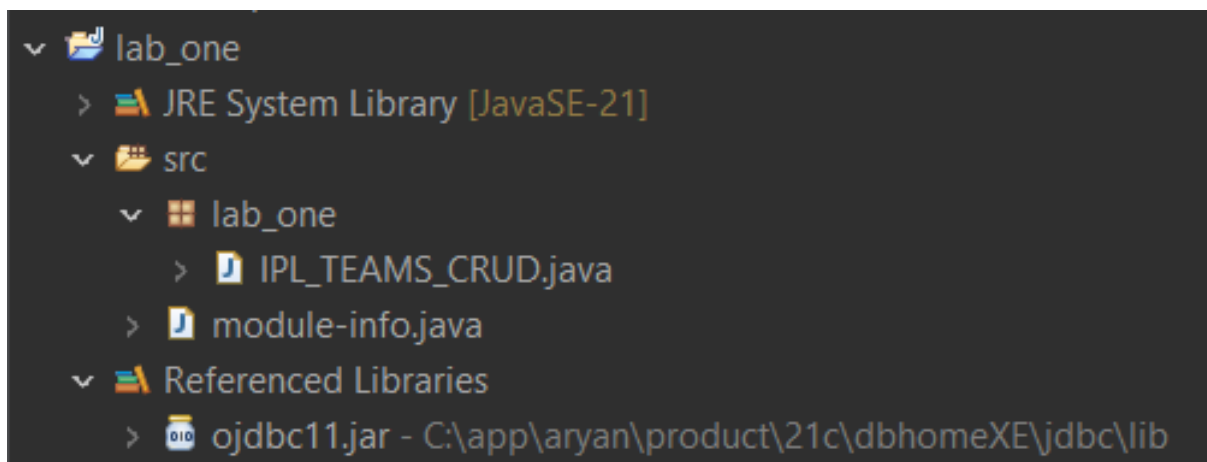 lab_one
JRE System Library [JavaSE-21]
src
lab_one
IPL_TEAMS_CRUD.java
module-info.java
Referenced Libraries
ojdbc11.jar - C:\app\aryan\product\21c\dbhomeXE\jdbc\lib